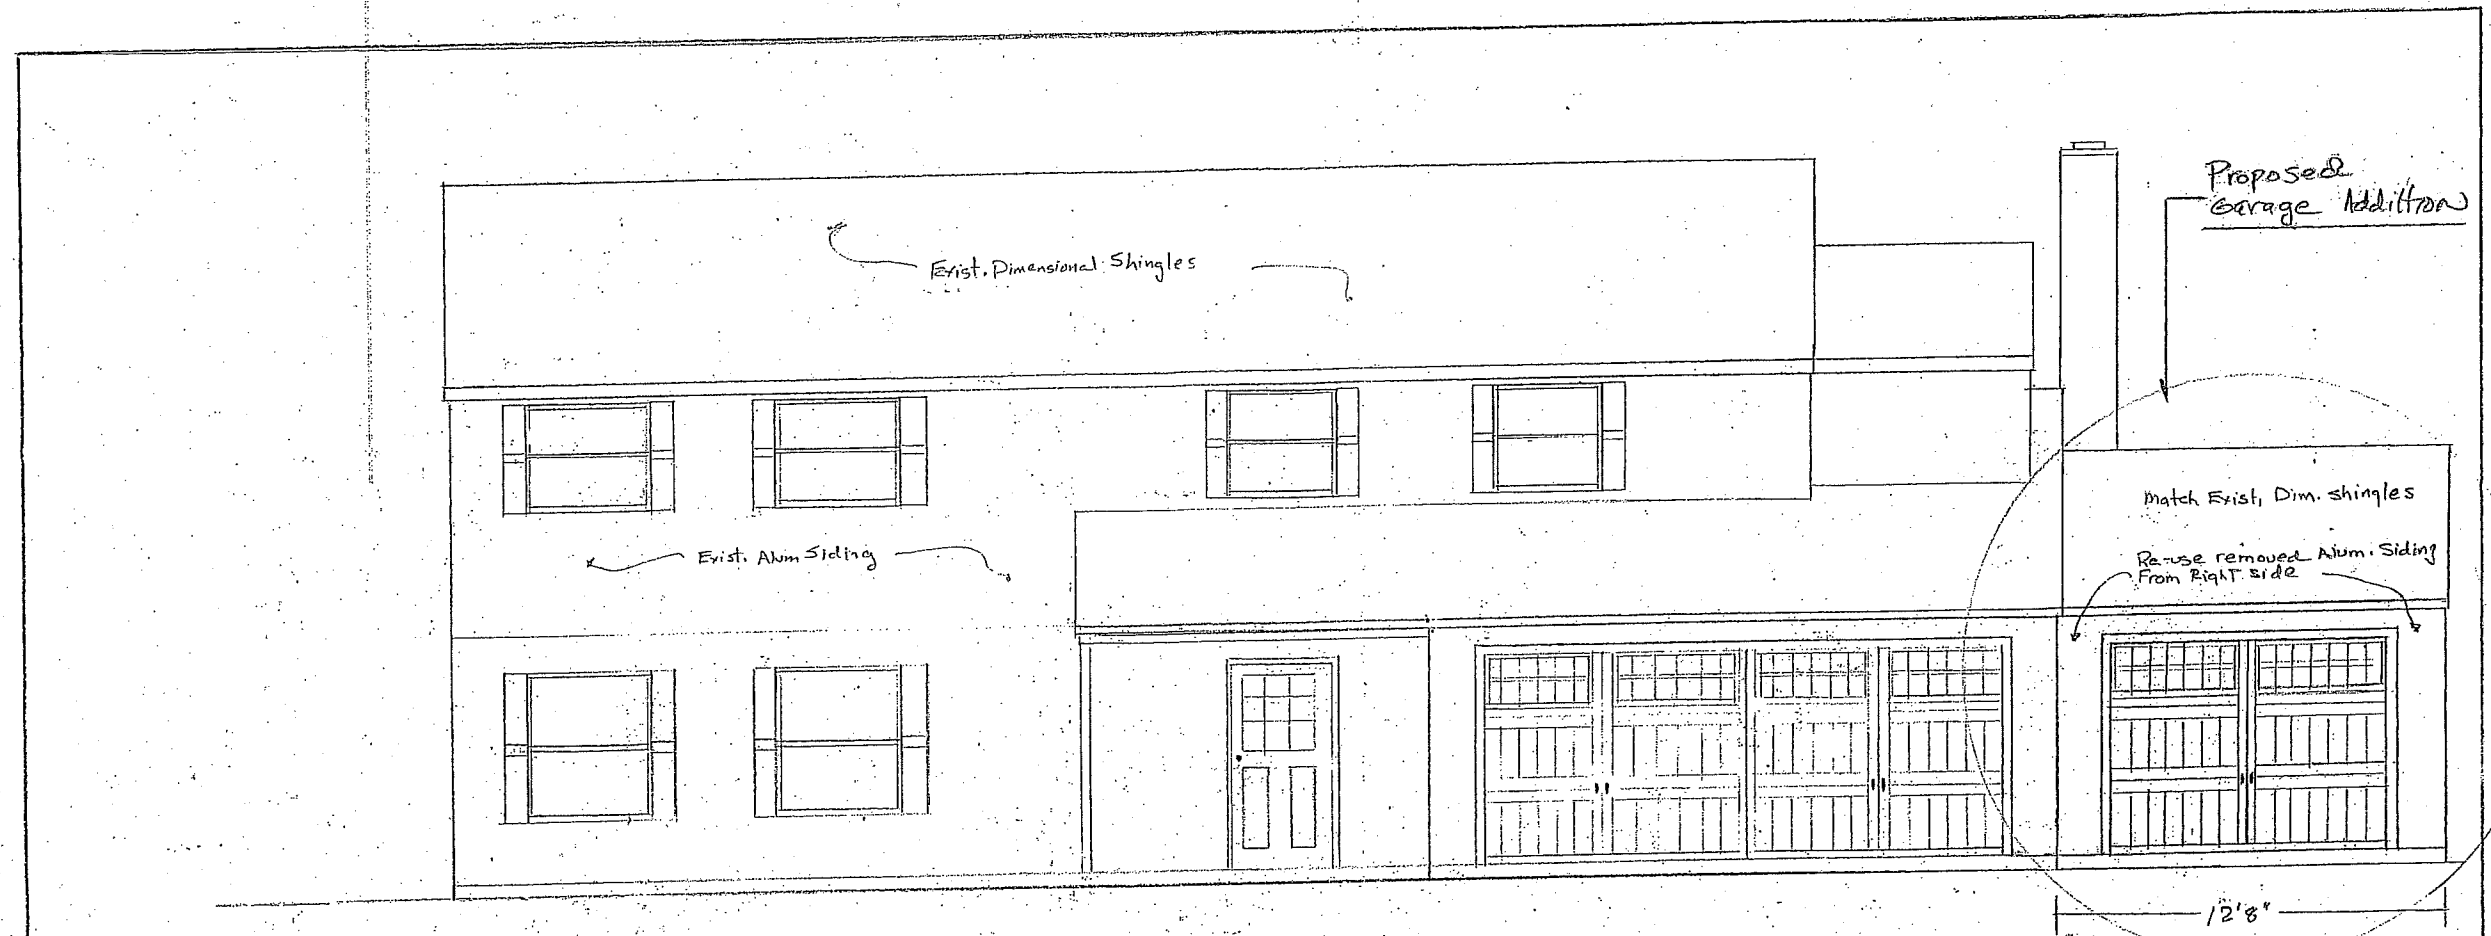 Proposed
Garage Addition
Exist. Dimensional Shingles
Match Exist, Dim. shingles
Exist. Alum Siding
Re-use removed Alum. Siding
From Right side
12'8"